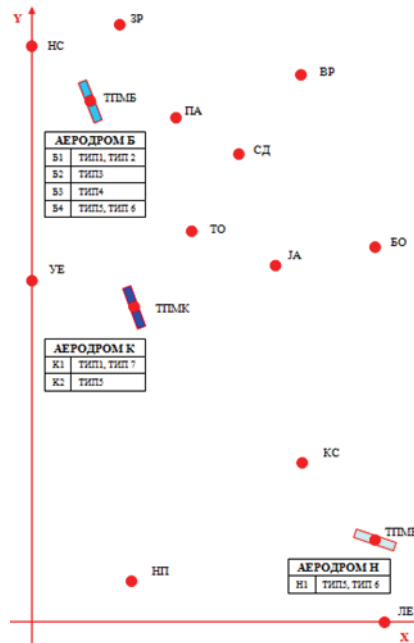 Y
ЗР
НС
ВР
ТПМБ
ПА
АЕРОДРОМ Б
Б1 ТИП1, ТИП 2
Б2 ТИП3
Б3 ТИП4
Б4 ТИП5, ТИП 6
СД
ТО
БО
УЕ
ЈА
ТПМК
АЕРОДРОМ К
К1 ТИП1, ТИП 7
К2 ТИП5
КС
АЕРОДРОМ Н
Н1 ТИП5, ТИП 6
НП
ЛЕ
X